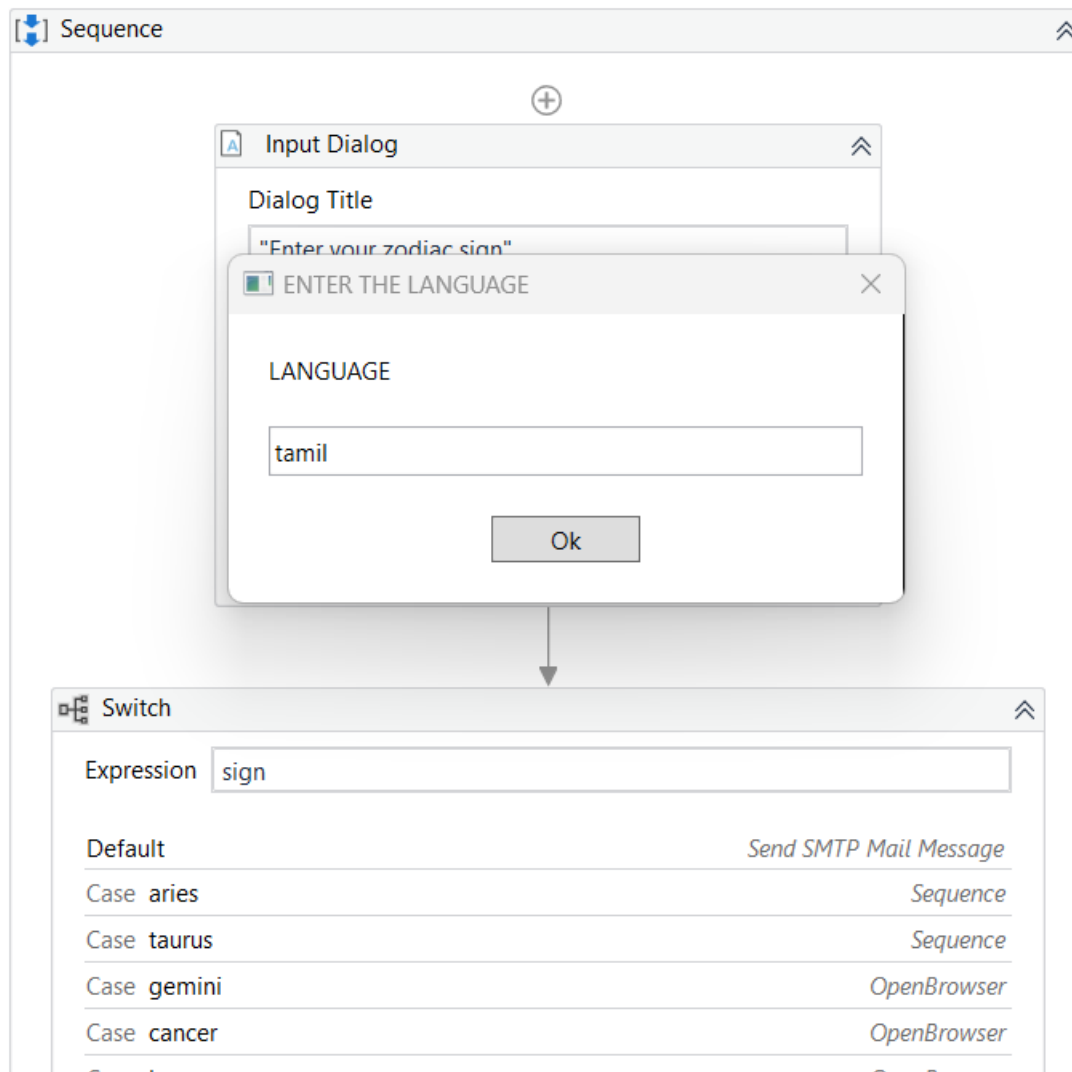 Sequence
Input Dialog
Dialog Title
"Enter your zodiac sign"
ENTER THE LANGUAGE
LANGUAGE
tamil
Ok
Switch
Expression sign
Default Send SMTP Mail Message
Case aries Sequence
Case taurus Sequence
Case gemini OpenBrowser
Case cancer OpenBrowser